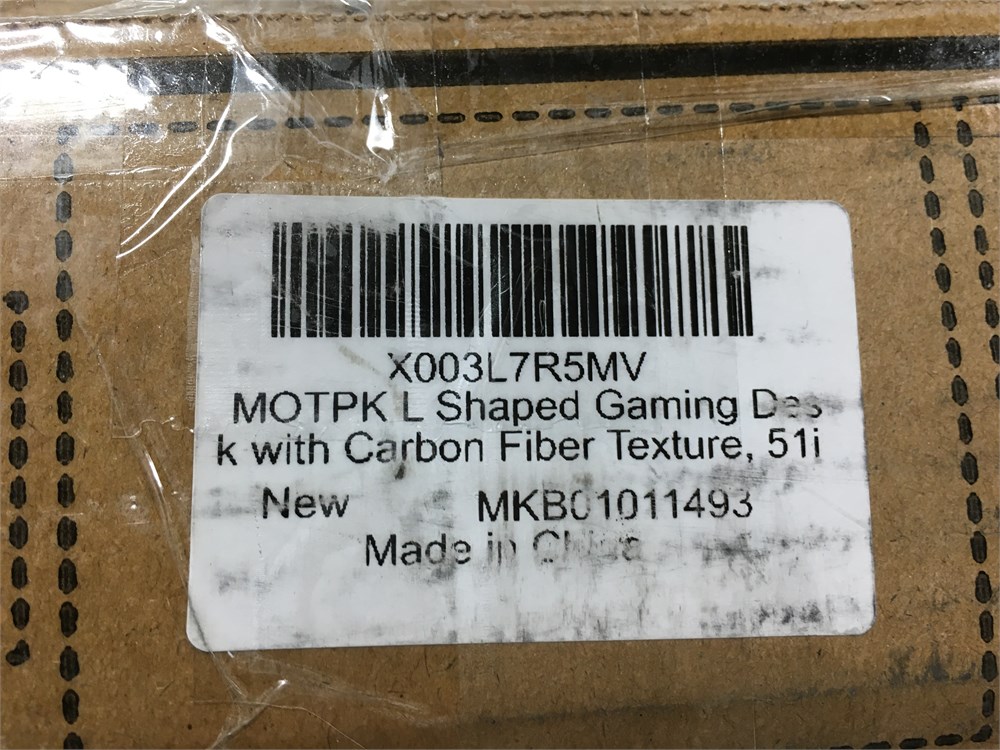 X003L7R5MV
MOTPK L Shaped Gaming Des
k with Carbon Fiber Texture, 51i
New MKB01011493
Made in China